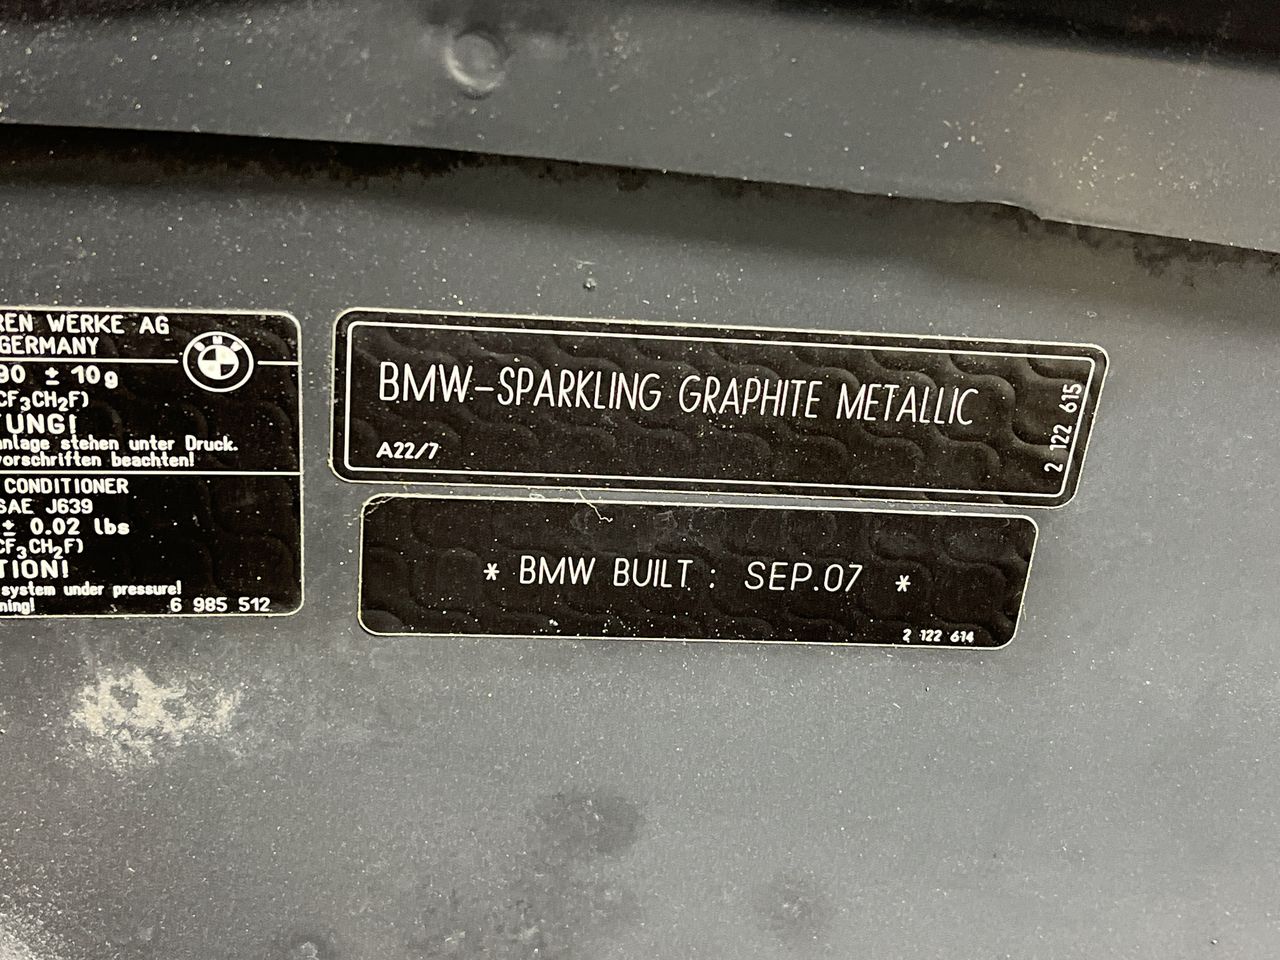 REN WERKE AG
GERMANY
BMW
90 ± 10g
CF₃CH₂F)
TUNG!
nlage stehen unter Druck.
vorschriften beachten!
CONDITIONER
SAE J639
± 0.02 lbs
CF₃CH₂F)
TION!
system under pressure!
ning!
6 985 512
BMW-SPARKLING GRAPHITE METALLIC
A22/7
2 122 615
* BMW BUILT : SEP.07 *
2 122 614